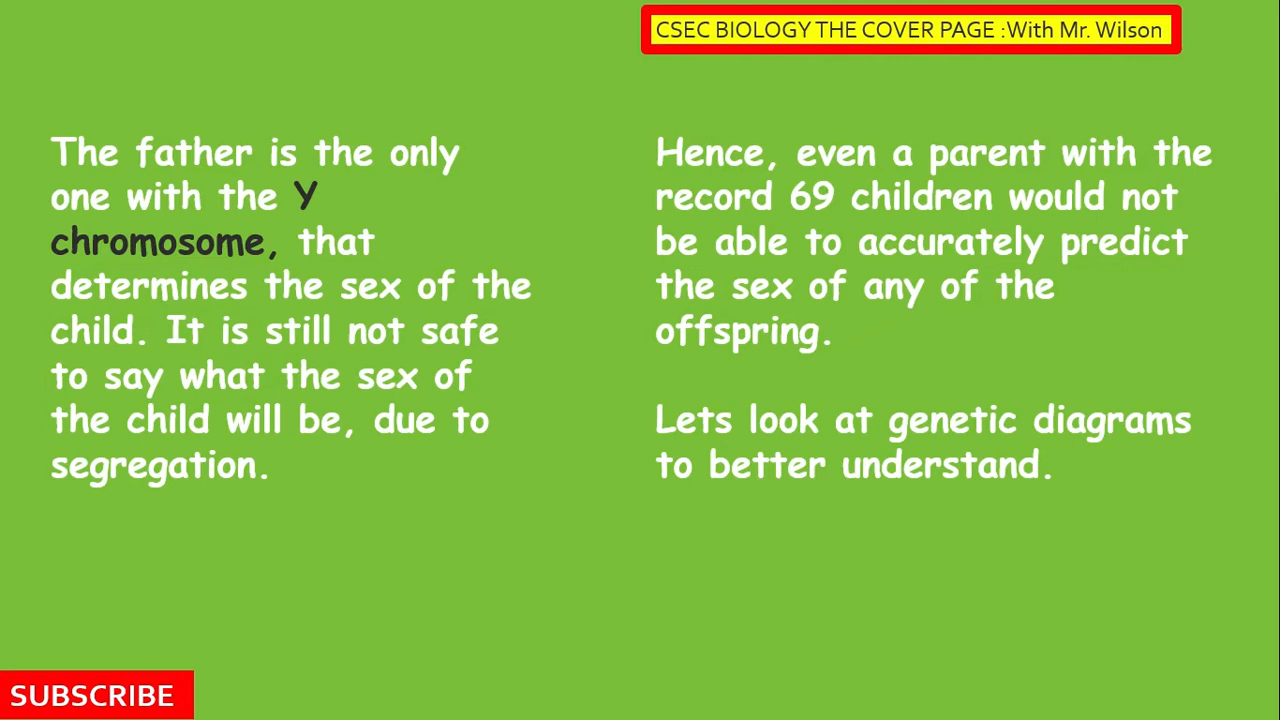 CSEC BIOLOGY THE COVER PAGE :With Mr. Wilson
The father is the only
one with the Y
chromosome, that
determines the sex of the
child. It is still not safe
to say what the sex of
the child will be, due to
segregation.
Hence, even a parent with the
record 69 children would not
be able to accurately predict
the sex of any of the
offspring.
Lets look at genetic diagrams
to better understand.
SUBSCRIBE